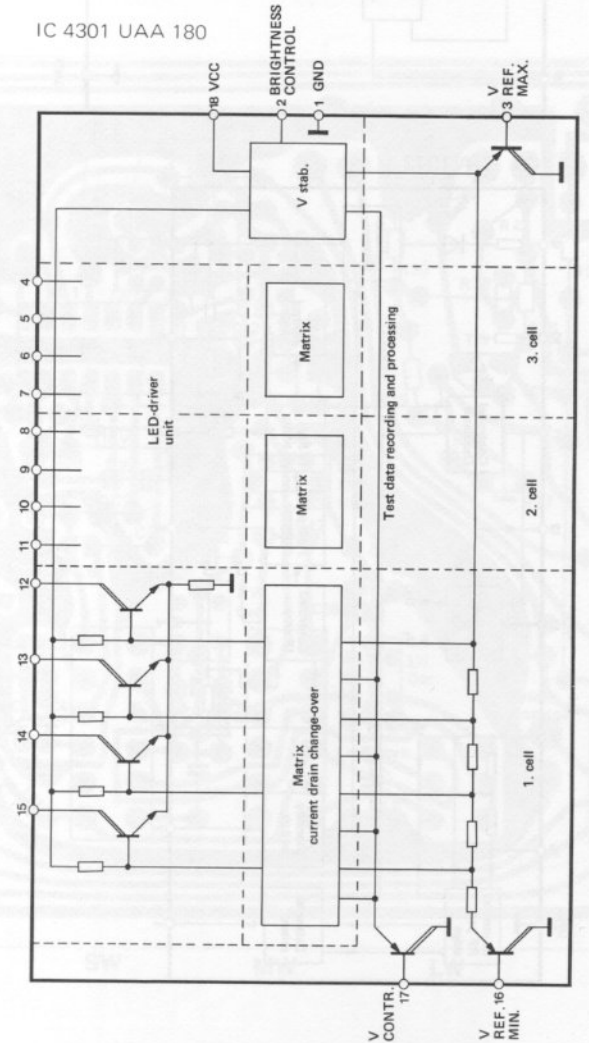 IC 4301 UAA 180
18 VCC
2 BRIGHTNESS
CONTROL
1 GND
V
3 REF.
MAX.
V stab.
4
5
6
7
8
9
10
11
12
13
14
15
LED-driver
unit
Matrix
Matrix
Matrix
current drain change-over
Test data recording and processing
3. cell
2. cell
1. cell
V
CONTR.
17
V
REF. 16
MIN.